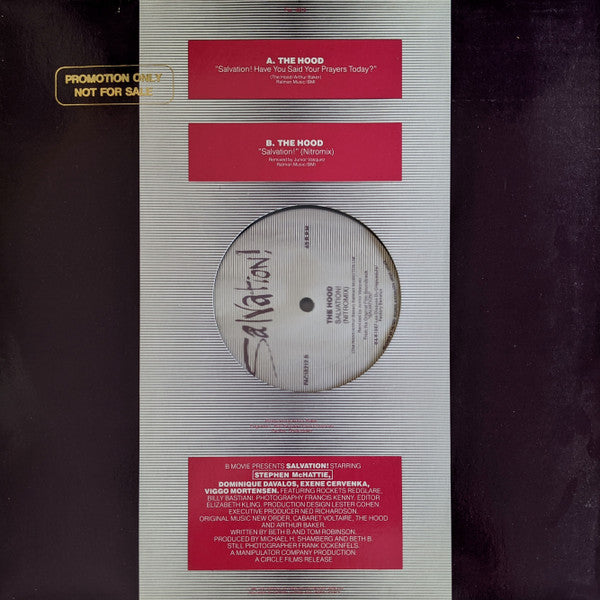 PROMOTION ONLY
NOT FOR SALE
A. THE HOOD
"Salvation! Have You Said Your Prayers Today?"
(The Hood/Arthur Baker)
Ratman Music/BMI
B. THE HOOD
"Salvation!" (Nitromix)
Remixed by Junior Vasquez
Ratman Music/BMI
Salvation!
45 R.P.M.
THE HOOD
SALVATION!
(NITROMIX)
B MOVIE PRESENTS SALVATION! STARRING
STEPHEN McHATTIE,
DOMINIQUE DAVALOS, EXENE CERVENKA,
VIGGO MORTENSEN. FEATURING ROCKETS REDGLARE,
BILLY BASTIANI. PHOTOGRAPHY FRANCIS KENNY. EDITOR
ELIZABETH KLING. PRODUCTION DESIGN LESTER COHEN.
EXECUTIVE PRODUCER NED RICHARDSON.
ORIGINAL MUSIC NEW ORDER, CABARET VOLTAIRE, THE HOOD
AND ARTHUR BAKER.
WRITTEN BY BETH B AND TOM ROBINSON.
PRODUCED BY MICHAEL H. SHAMBERG AND BETH B.
STILL PHOTOGRAPHER FRANK OCKENFELS.
A MANIPULATOR COMPANY PRODUCTION
A CIRCLE FILMS RELEASE